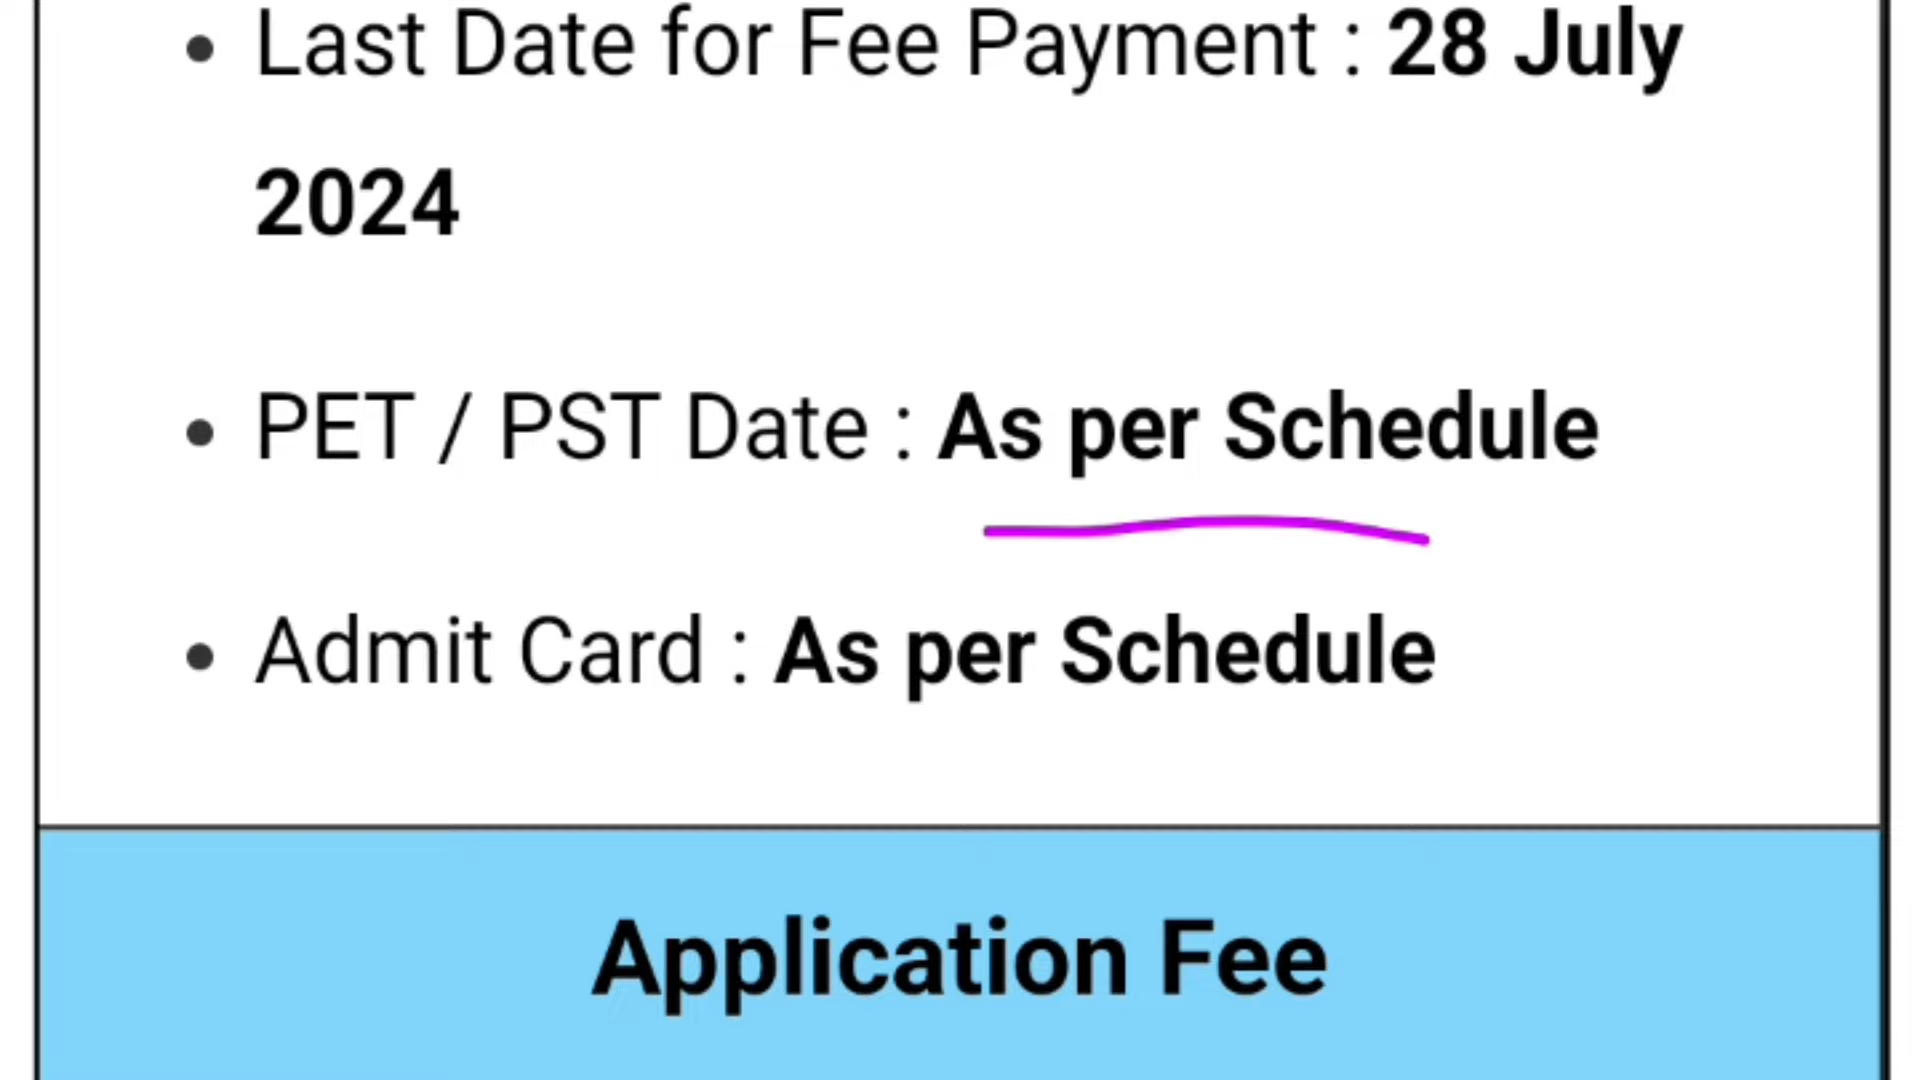 Last Date for Fee Payment : 28 July
2024
PET / PST Date : As per Schedule
Admit Card : As per Schedule
Application Fee